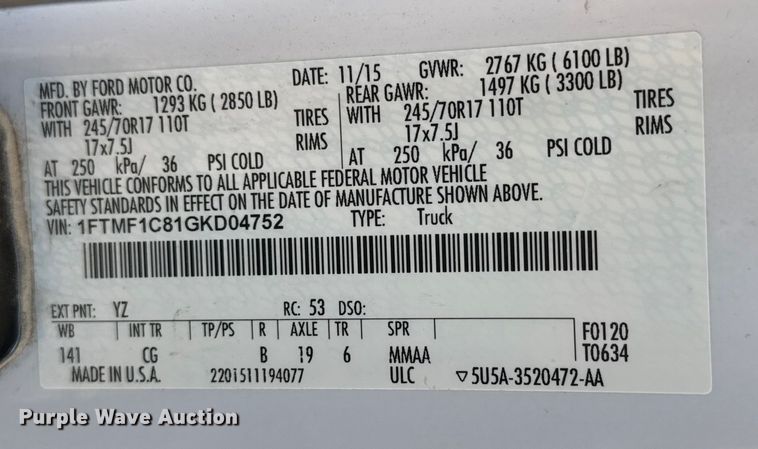 MFD. BY FORD MOTOR CO. DATE: 11/15 GVWR: 2767 KG ( 6100 LB)
FRONT GAWR: 1293 KG ( 2850 LB) REAR GAWR: 1497 KG ( 3300 LB)
WITH 245/70R17 110T TIRES WITH 245/70R17 110T TIRES
17x7.5J RIMS 17x7.5J RIMS
AT 250 kPa/ 36 PSI COLD AT 250 kPa/ 36 PSI COLD
THIS VEHICLE CONFORMS TO ALL APPLICABLE FEDERAL MOTOR VEHICLE
SAFETY STANDARDS IN EFFECT ON THE DATE OF MANUFACTURE SHOWN ABOVE.
VIN: 1FTMF1C81GKD04752 TYPE: Truck
EXT PNT: YZ RC: 53 DSO:
WB INT TR TP/PS R AXLE TR SPR F0120
141 CG B 19 6 MMAA T0634
MADE IN U.S.A. 2201511194077 ULC ▽5U5A-3520472-AA
Purple Wave Auction